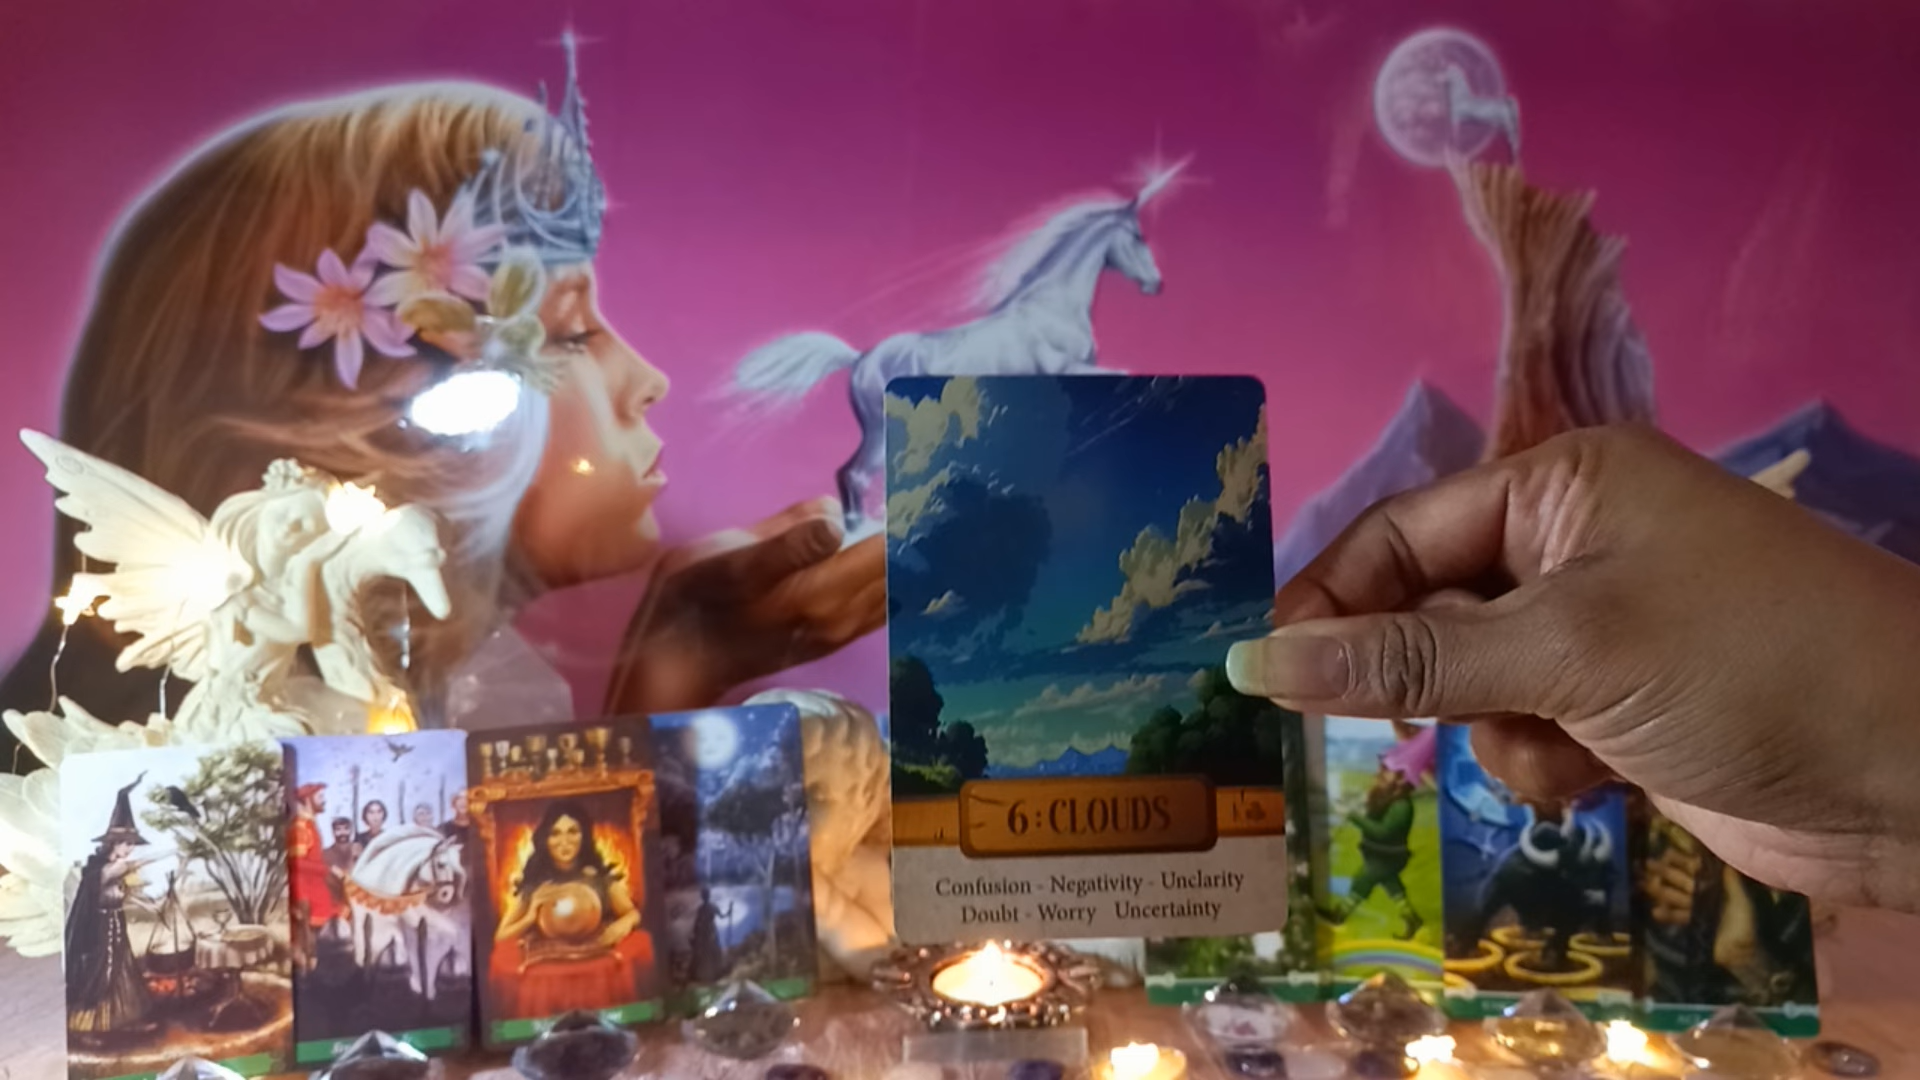 6:CLOUDS
K
Confusion - Negativity - Unclarity
Doubt - Worry Uncertainty